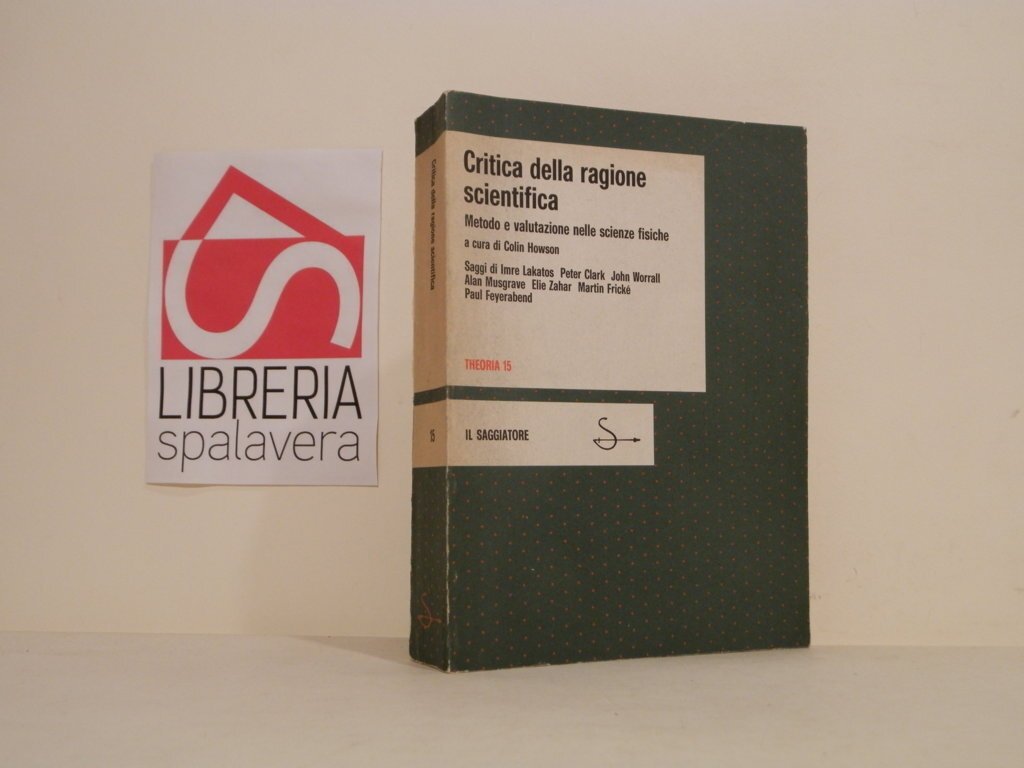 LIBRERIA
spalavera
Critica della ragione scientifica
15
Critica della ragione
scientifica
Metodo e valutazione nelle scienze fisiche
a cura di Colin Howson
Saggi di Imre Lakatos Peter Clark John Worrall
Alan Musgrave Elie Zahar Martin Frické
Paul Feyerabend
THEORIA 15
IL SAGGIATORE